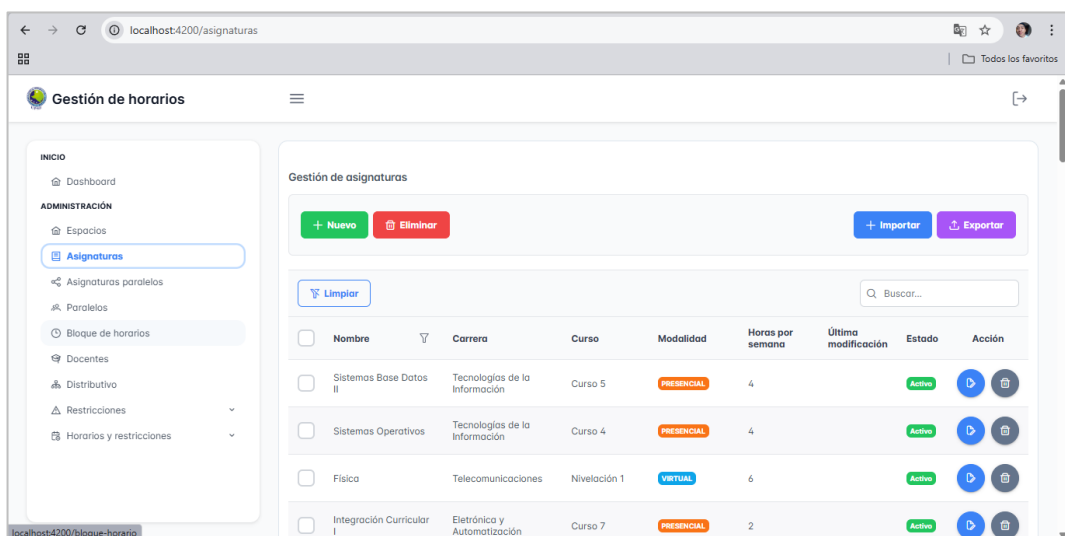 localhost:4200/asignaturas
Todos los favoritos
Gestión de horarios
INICIO
Dashboard
ADMINISTRACIÓN
Espacios
Asignaturas
Asignaturas paralelos
Paralelos
Bloque de horarios
Docentes
Distributivo
Restricciones
Horarios y restricciones
Gestión de asignaturas
+ Nuevo Eliminar + Importar Exportar
Limpiar Buscar...
Nombre Carrera Curso Modalidad Horas por semana Última modificación Estado Acción
Sistemas Base Datos II Tecnologías de la Información Curso 5 PRESENCIAL 4 Activo
Sistemas Operativos Tecnologías de la Información Curso 4 PRESENCIAL 4 Activo
Física Telecomunicaciones Nivelación 1 VIRTUAL 6 Activo
Integración Curricular I Eletrónica y Automatización Curso 7 PRESENCIAL 2 Activo
localhost:4200/bloque-horario